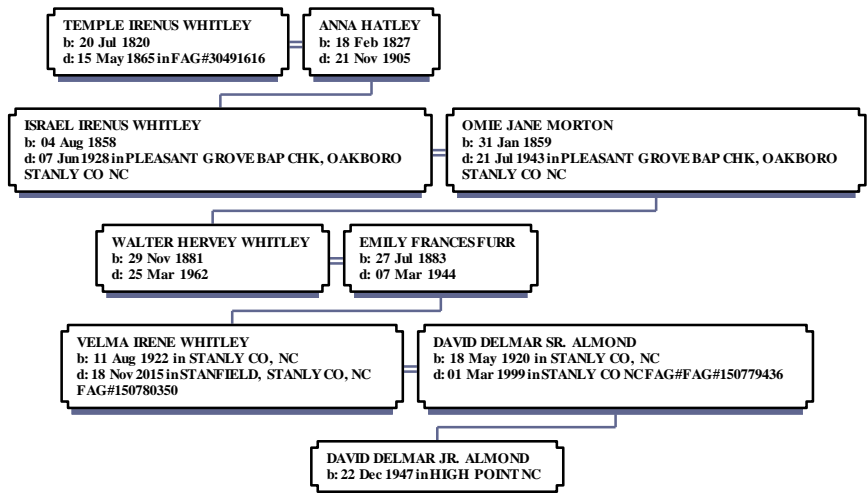 TEMPLE IRENUS WHITLEY
b: 20 Jul 1820
d: 15 May 1865 in FAG#30491616
ANNA HATLEY
b: 18 Feb 1827
d: 21 Nov 1905
ISRAEL IRENUS WHITLEY
b: 04 Aug 1858
d: 07 Jun 1928 in PLEASANT GROVE BAP CHK, OAKBORO
STANLY CO NC
OMIE JANE MORTON
b: 31 Jan 1859
d: 21 Jul 1943 in PLEASANT GROVE BAP CHK, OAKBORO
STANLY CO NC
WALTER HERVEY WHITLEY
b: 29 Nov 1881
d: 25 Mar 1962
EMILY FRANCES FURR
b: 27 Jul 1883
d: 07 Mar 1944
VELMA IRENE WHITLEY
b: 11 Aug 1922 in STANLY CO, NC
d: 18 Nov 2015 in STANFIELD, STANLY CO, NC
FAG#150780350
DAVID DELMAR SR. ALMOND
b: 18 May 1920 in STANLY CO, NC
d: 01 Mar 1999 in STANLY CO NC FAG#FAG#150779436
DAVID DELMAR JR. ALMOND
b: 22 Dec 1947 in HIGH POINT NC